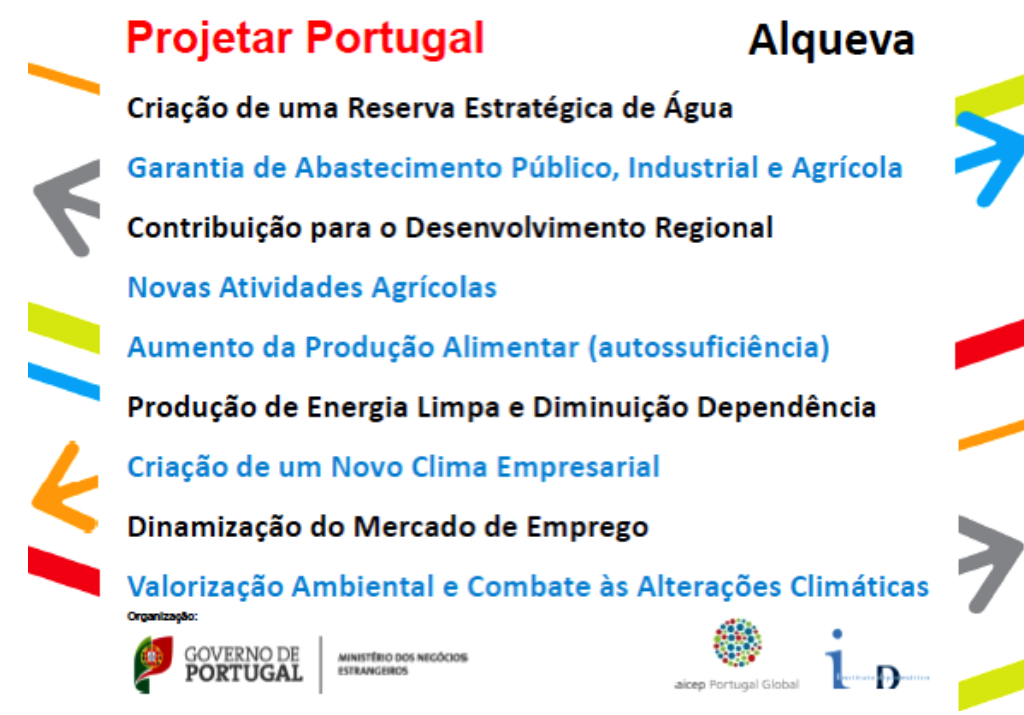 Projetar Portugal Alqueva
Criação de uma Reserva Estratégica de Água
Garantia de Abastecimento Público, Industrial e Agrícola
Contribuição para o Desenvolvimento Regional
Novas Atividades Agrícolas
Aumento da Produção Alimentar (autossuficiência)
Produção de Energia Limpa e Diminuição Dependência
Criação de um Novo Clima Empresarial
Dinamização do Mercado de Emprego
Valorização Ambiental e Combate às Alterações Climáticas
Organização:
GOVERNO DE
PORTUGAL
MINISTÉRIO DOS NEGÓCIOS
ESTRANGEIROS
aicep Portugal Global
i D